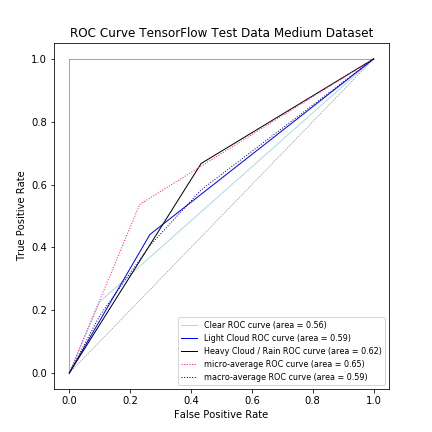 ROC Curve TensorFlow Test Data Medium Dataset
1.0
0.8
0.6
0.4
0.2
0.0
True Positive Rate
Clear ROC curve (area = 0.56)
Light Cloud ROC curve (area = 0.59)
Heavy Cloud / Rain ROC curve (area = 0.62)
micro-average ROC curve (area = 0.65)
macro-average ROC curve (area = 0.59)
0.0 0.2 0.4 0.6 0.8 1.0
False Positive Rate